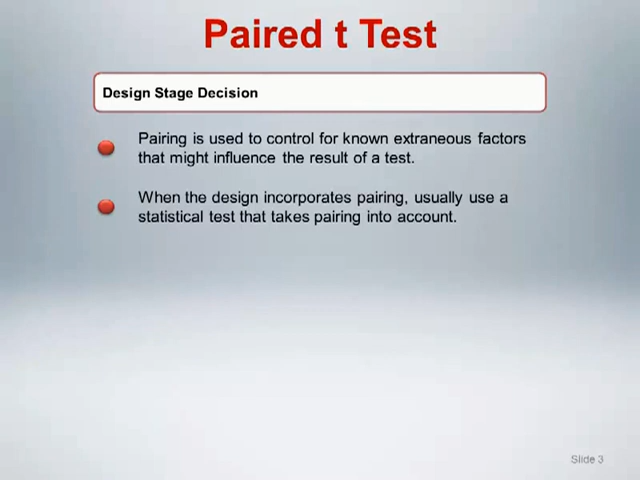 Paired t Test
Design Stage Decision
Pairing is used to control for known extraneous factors
that might influence the result of a test.
When the design incorporates pairing, usually use a
statistical test that takes pairing into account.
Slide 3